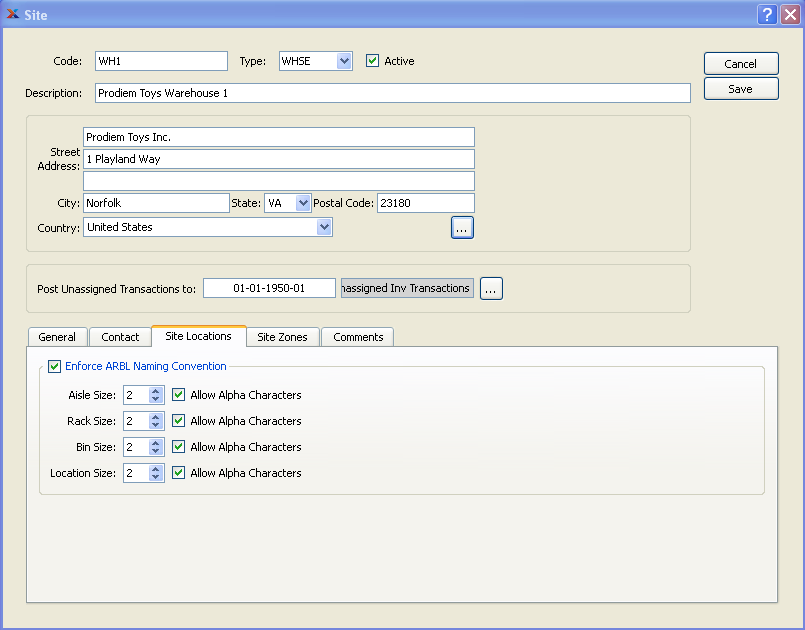 Site
Code: WH1 Type: WHSE Active Cancel
Save
Description: Prodiem Toys Warehouse 1
Prodiem Toys Inc.
Street Address: 1 Playland Way
City: Norfolk State: VA Postal Code: 23180
Country: United States ...
Post Unassigned Transactions to: 01-01-1950-01 Inv Transactions ...
General Contact Site Locations Site Zones Comments
Enforce ARBL Naming Convention
Aisle Size: 2 Allow Alpha Characters
Rack Size: 2 Allow Alpha Characters
Bin Size: 2 Allow Alpha Characters
Location Size: 2 Allow Alpha Characters